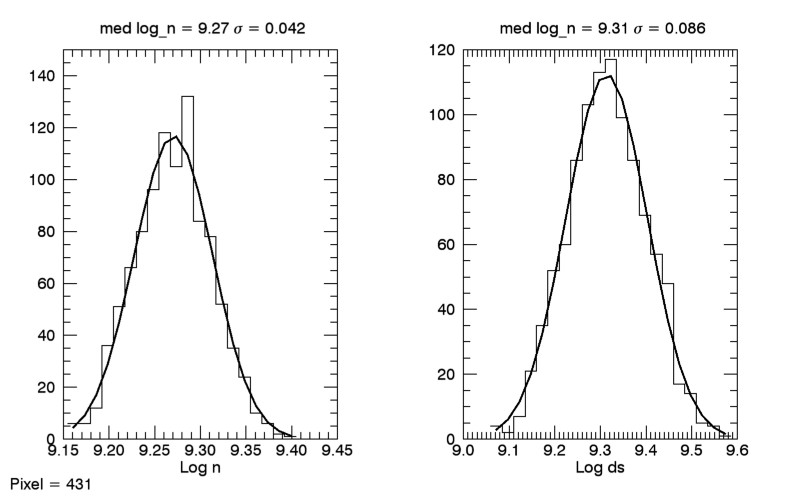 med log_n = 9.27 σ = 0.042
140
120
100
80
60
40
20
0
9.15 9.20 9.25 9.30 9.35 9.40 9.45
Log n
med log_n = 9.31 σ = 0.086
120
100
80
60
40
20
0
9.0 9.1 9.2 9.3 9.4 9.5 9.6
Log ds
Pixel = 431